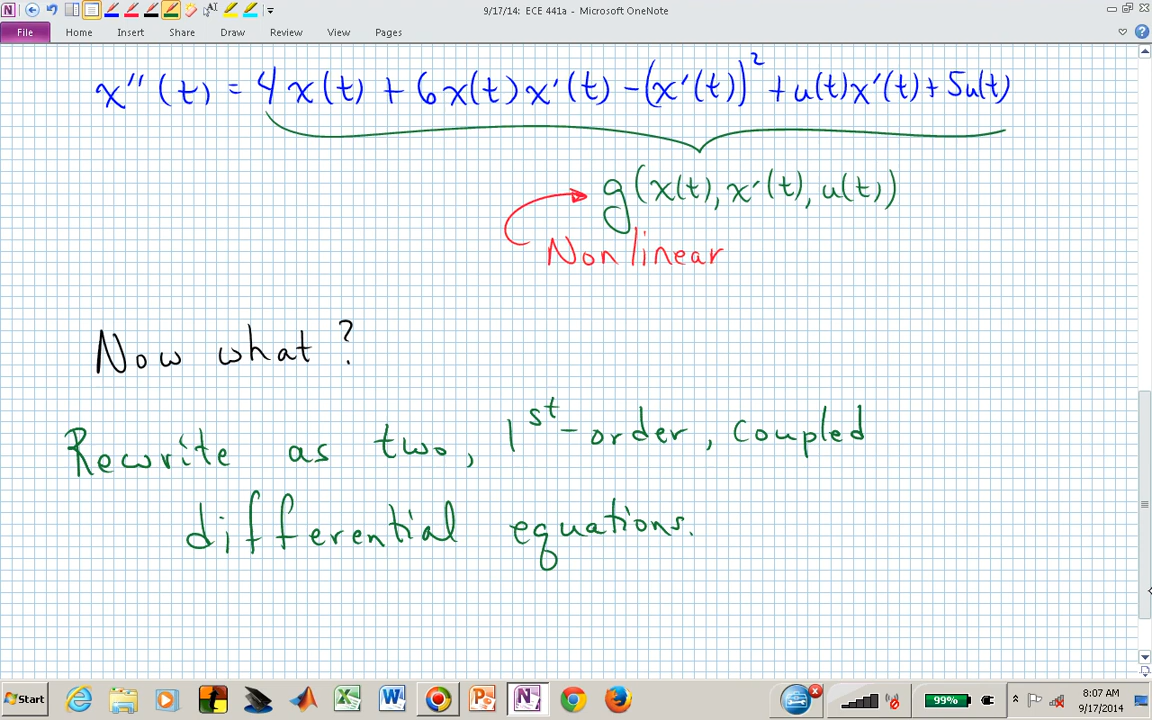 9/17/14: ECE 441a - Microsoft OneNote
File Home Insert Share Draw Review View Pages
x''(t) = 4x(t) + 6x(t)x'(t) - (x'(t))² + u(t)x'(t) + 5u(t)
g(x(t), x'(t), u(t))
Nonlinear
Now what?
Rewrite as two, 1st-order, coupled
differential equations.
Start
99%
8:07 AM
9/17/2014